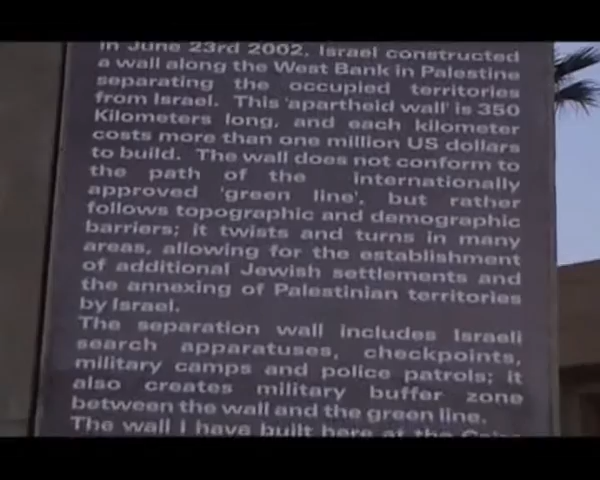 in June 23rd 2002, Israel constructed
a wall along the West Bank in Palestine
separating the occupied territories
from Israel. This 'apartheid wall' is 350
Kilometers long, and each kilometer
costs more than one million US dollars
to build. The wall does not conform to
the path of the internationally
approved 'green line', but rather
follows topographic and demographic
barriers; it twists and turns in many
areas, allowing for the establishment
of additional Jewish settlements and
the annexing of Palestinian territories
by Israel.
The separation wall includes Israeli
search apparatuses, checkpoints,
military camps and police patrols; it
also creates military buffer zone
between the wall and the green line.
The wall I have built here at the